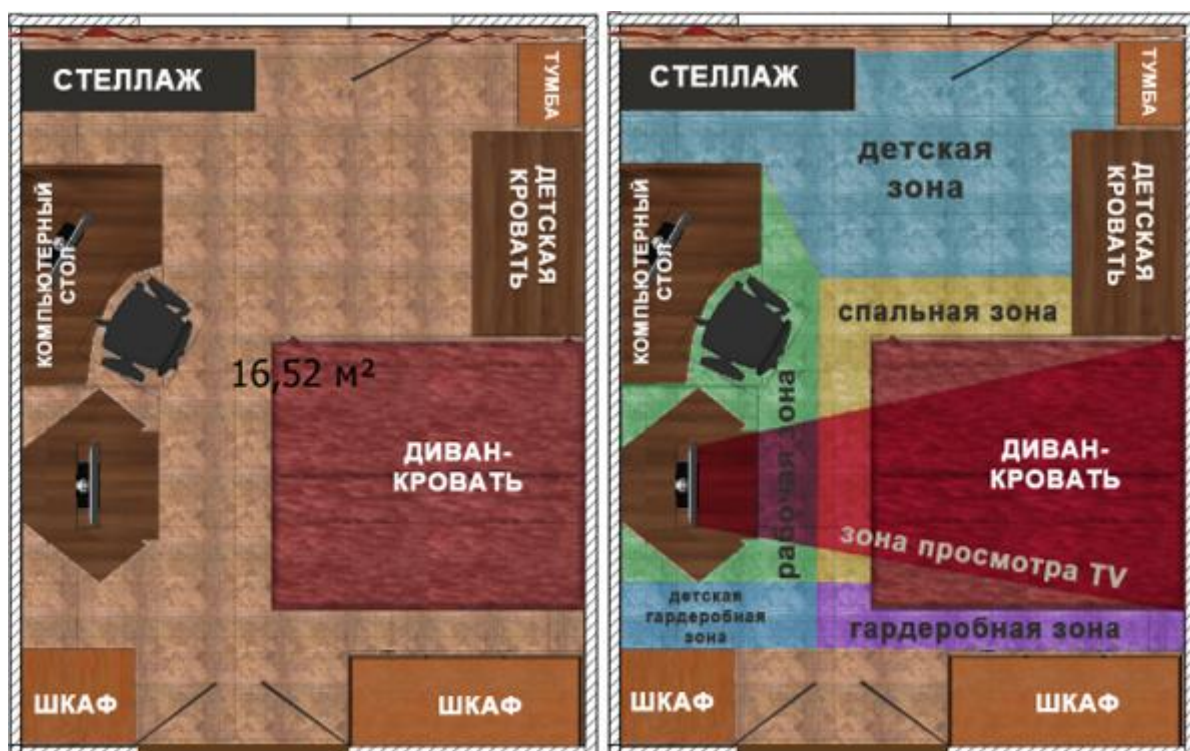 СТЕЛЛАЖ
ТУМБА
ДЕТСКАЯ
КРОВАТЬ
КОМПЬЮТЕРНЫЙ
СТОЛ
16,52 м²
ДИВАН-
КРОВАТЬ
ШКАФ
ШКАФ
СТЕЛЛАЖ
ТУМБА
детская
зона
ДЕТСКАЯ
КРОВАТЬ
КОМПЬЮТЕРНЫЙ
СТОЛ
спальная зона
рабочая зона
ДИВАН-
КРОВАТЬ
зона просмотра TV
детская
гардеробная
зона
гардеробная зона
ШКАФ
ШКАФ